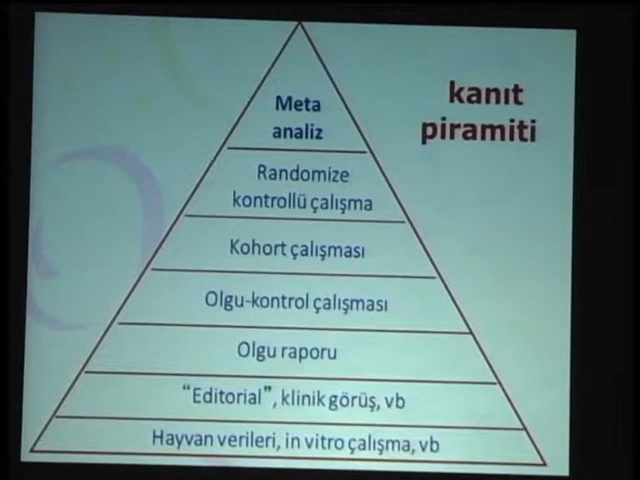 kanıt
piramiti
Meta
analiz
Randomize
kontrollü çalışma
Kohort çalışması
Olgu-kontrol çalışması
Olgu raporu
“Editorial”, klinik görüş, vb
Hayvan verileri, in vitro çalışma, vb